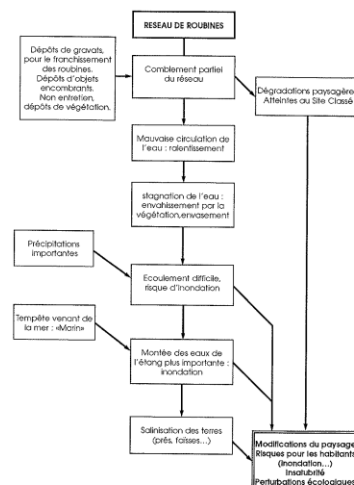 RESEAU DE ROUBINES
Dépôts de gravats,
pour le franchissement
des roubines.
Dépôts d'objets
encombrants.
Non entretien,
dépôts de végétation.
Comblement partiel
du réseau
Dégradations paysagères
Atteintes au Site Classé
Mauvaise circulation de
l'eau : ralentissement
stagnation de l'eau :
envahissement par la
végétation,envasement
Précipitations
importantes
Ecoulement difficile,
risque d'inondation
Tempête venant de
la mer : «Marin»
Montée des eaux de
l'étang plus importante :
inondation
Salinisation des terres
(prés, faïsses...)
Modifications du paysage
Risques pour les habitants
(inondation...)
Insalubrité
Perturbations écologiques